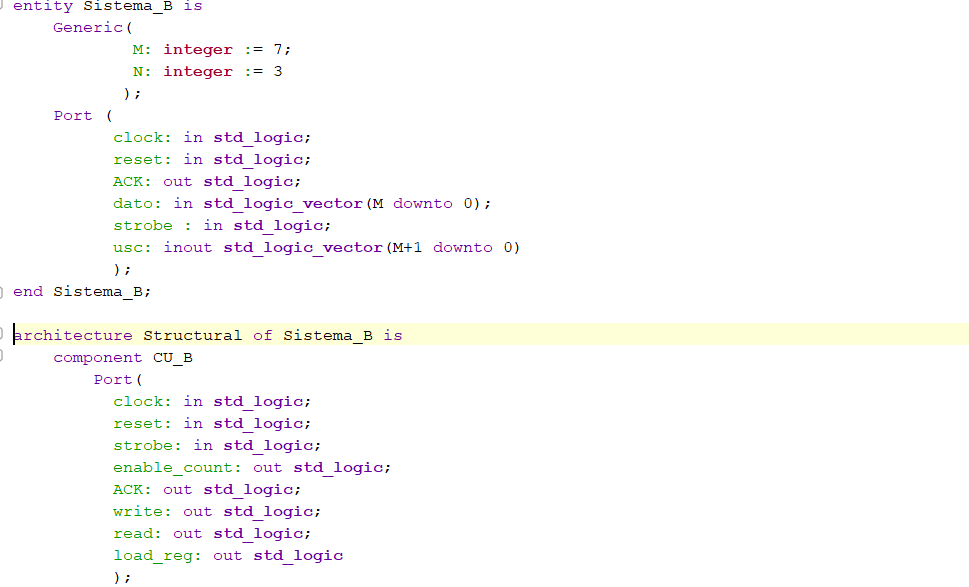 entity Sistema_B is
    Generic(
            M: integer := 7;
            N: integer := 3
           );
    Port (
          clock: in std_logic;
          reset: in std_logic;
          ACK: out std_logic;
          dato: in std_logic_vector(M downto 0);
          strobe : in std_logic;
          usc: inout std_logic_vector(M+1 downto 0)
          );
end Sistema_B;

architecture Structural of Sistema_B is
    component CU_B
        Port(
          clock: in std_logic;
          reset: in std_logic;
          strobe: in std_logic;
          enable_count: out std_logic;
          ACK: out std_logic;
          write: out std_logic;
          read: out std_logic;
          load_reg: out std_logic
          );